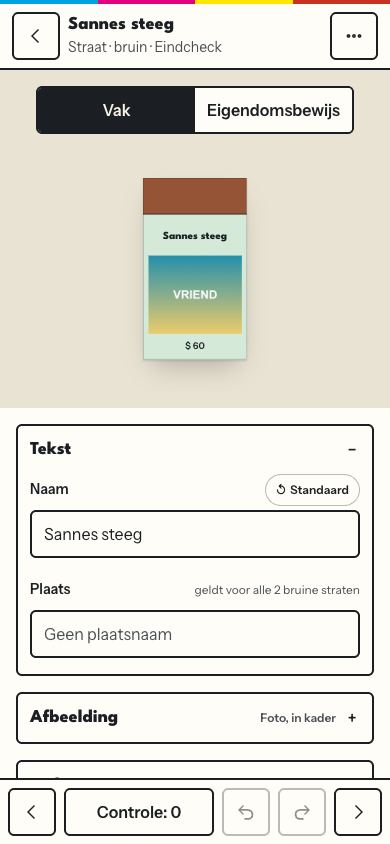 Sannes steeg
Straat · bruin · Eindcheck
Vak
Eigendomsbewijs
Sannes steeg
VRIEND
$ 60
Tekst
Naam
Standaard
Sannes steeg
Plaats
geldt voor alle 2 bruine straten
Geen plaatsnaam
Afbeelding
Foto, in kader
Controle: 0